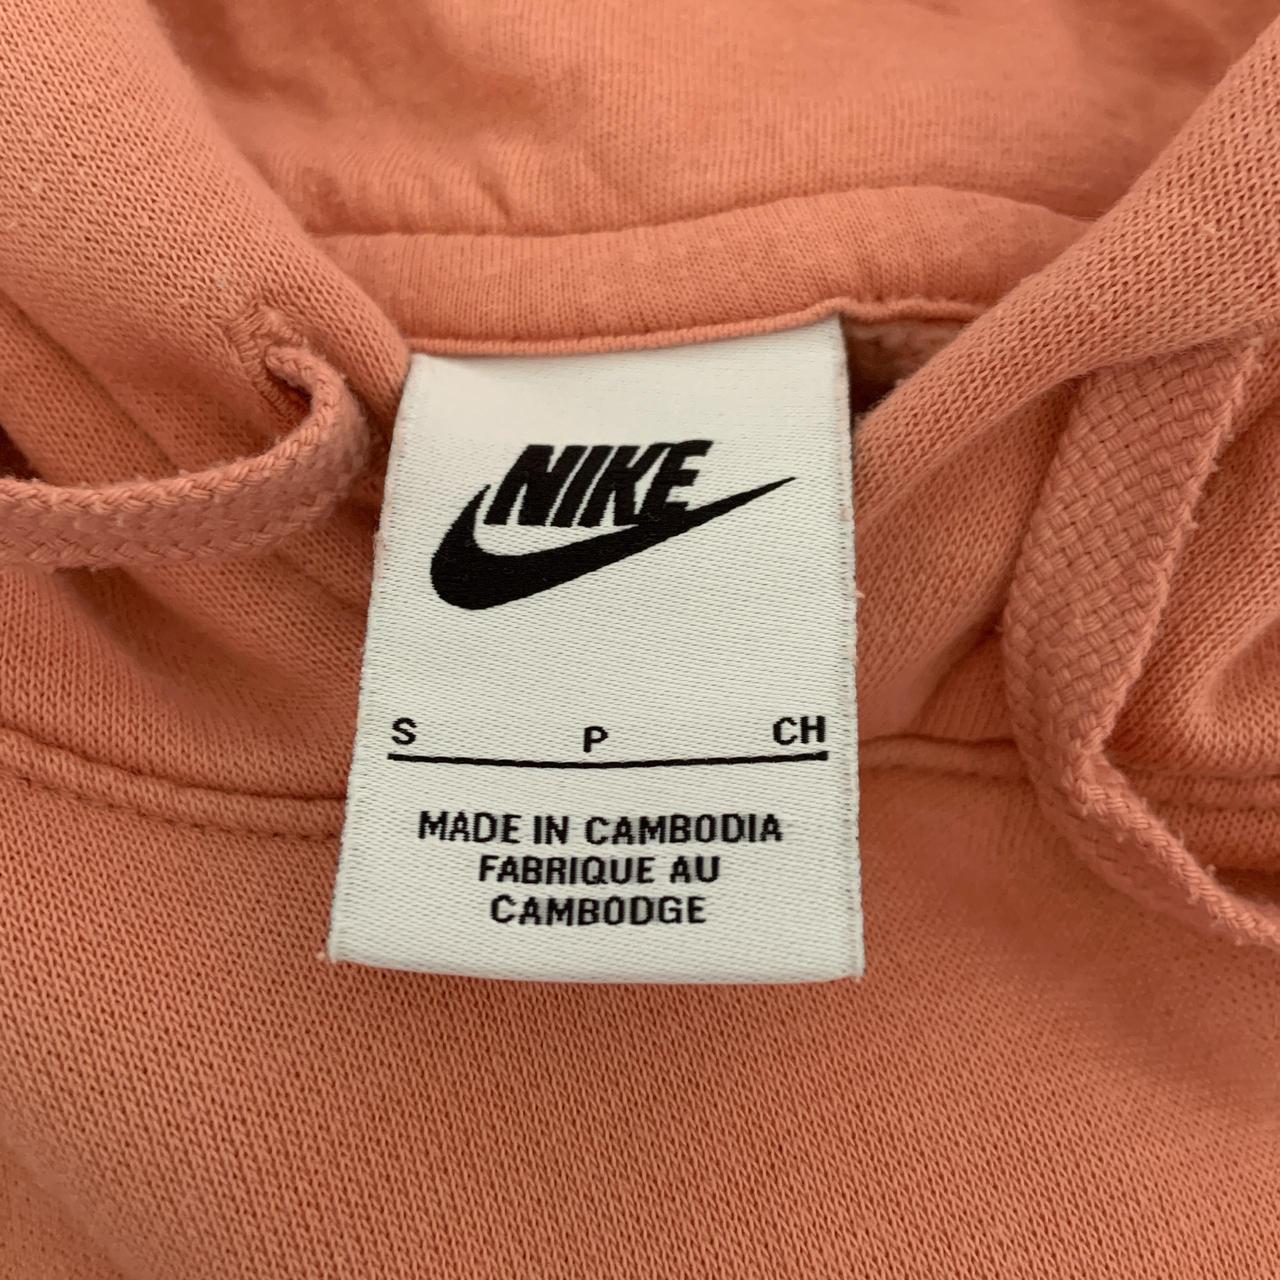 NIKE
S P CH
MADE IN CAMBODIA
FABRIQUE AU
CAMBODGE